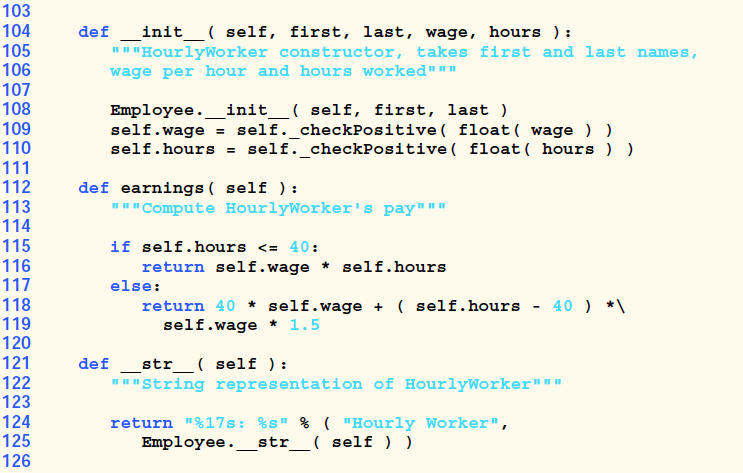 103
104 def __init__( self, first, last, wage, hours ):
105 """HourlyWorker constructor, takes first and last names,
106 wage per hour and hours worked"""
107
108 Employee.__init__( self, first, last )
109 self.wage = self._checkPositive( float( wage ) )
110 self.hours = self._checkPositive( float( hours ) )
111
112 def earnings( self ):
113 """Compute HourlyWorker's pay"""
114
115 if self.hours <= 40:
116 return self.wage * self.hours
117 else:
118 return 40 * self.wage + ( self.hours - 40 ) *\
119 self.wage * 1.5
120
121 def __str__( self ):
122 """String representation of HourlyWorker"""
123
124 return "%17s: %s" % ( "Hourly Worker",
125 Employee.__str__( self ) )
126